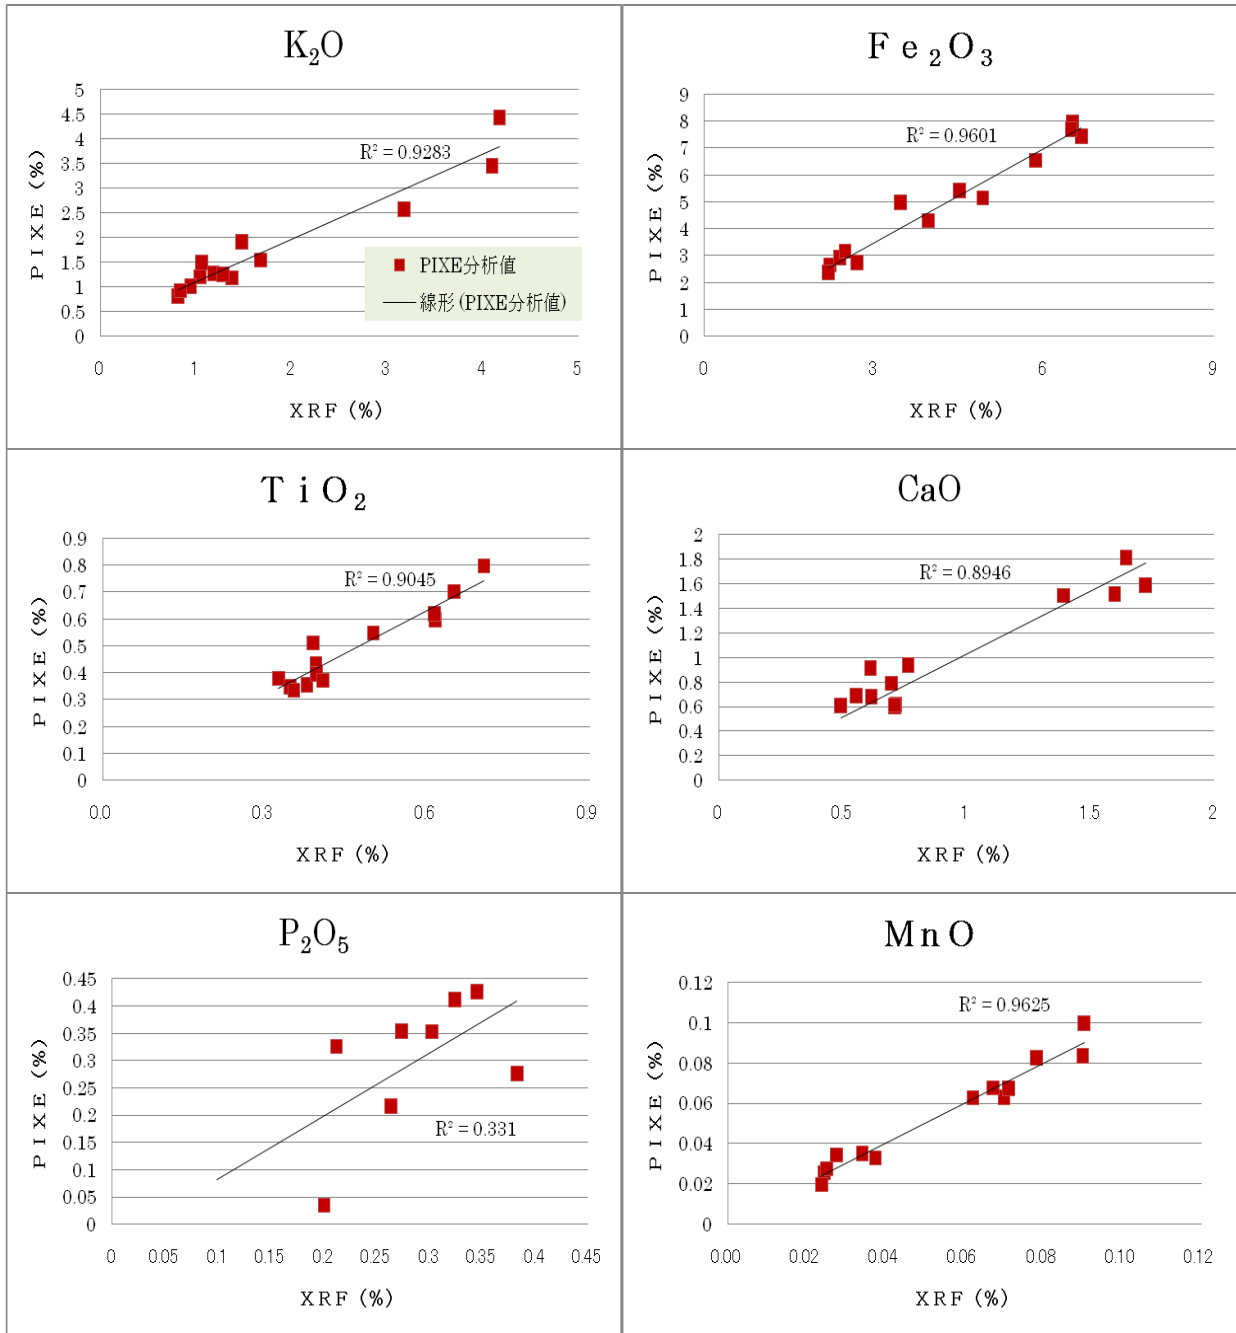 K₂O
5
4.5
4
3.5
3
2.5
2
1.5
1
0.5
0
PIXE (%)
R² = 0.9283
PIXE分析値
線形 (PIXE分析値)
0 1 2 3 4 5
XRF (%)
Fe₂O₃
9
8
7
6
5
4
3
2
1
0
PIXE (%)
R² = 0.9601
0 3 6 9
XRF (%)
TiO₂
0.9
0.8
0.7
0.6
0.5
0.4
0.3
0.2
0.1
0
PIXE (%)
R² = 0.9045
0.0 0.3 0.6 0.9
XRF (%)
CaO
2
1.8
1.6
1.4
1.2
1
0.8
0.6
0.4
0.2
0
PIXE (%)
R² = 0.8946
0 0.5 1 1.5 2
XRF (%)
P₂O₅
0.45
0.4
0.35
0.3
0.25
0.2
0.15
0.1
0.05
0
PIXE (%)
R² = 0.331
0 0.05 0.1 0.15 0.2 0.25 0.3 0.35 0.4 0.45
XRF (%)
MnO
0.12
0.1
0.08
0.06
0.04
0.02
0
PIXE (%)
R² = 0.9625
0.00 0.02 0.04 0.06 0.08 0.10 0.12
XRF (%)